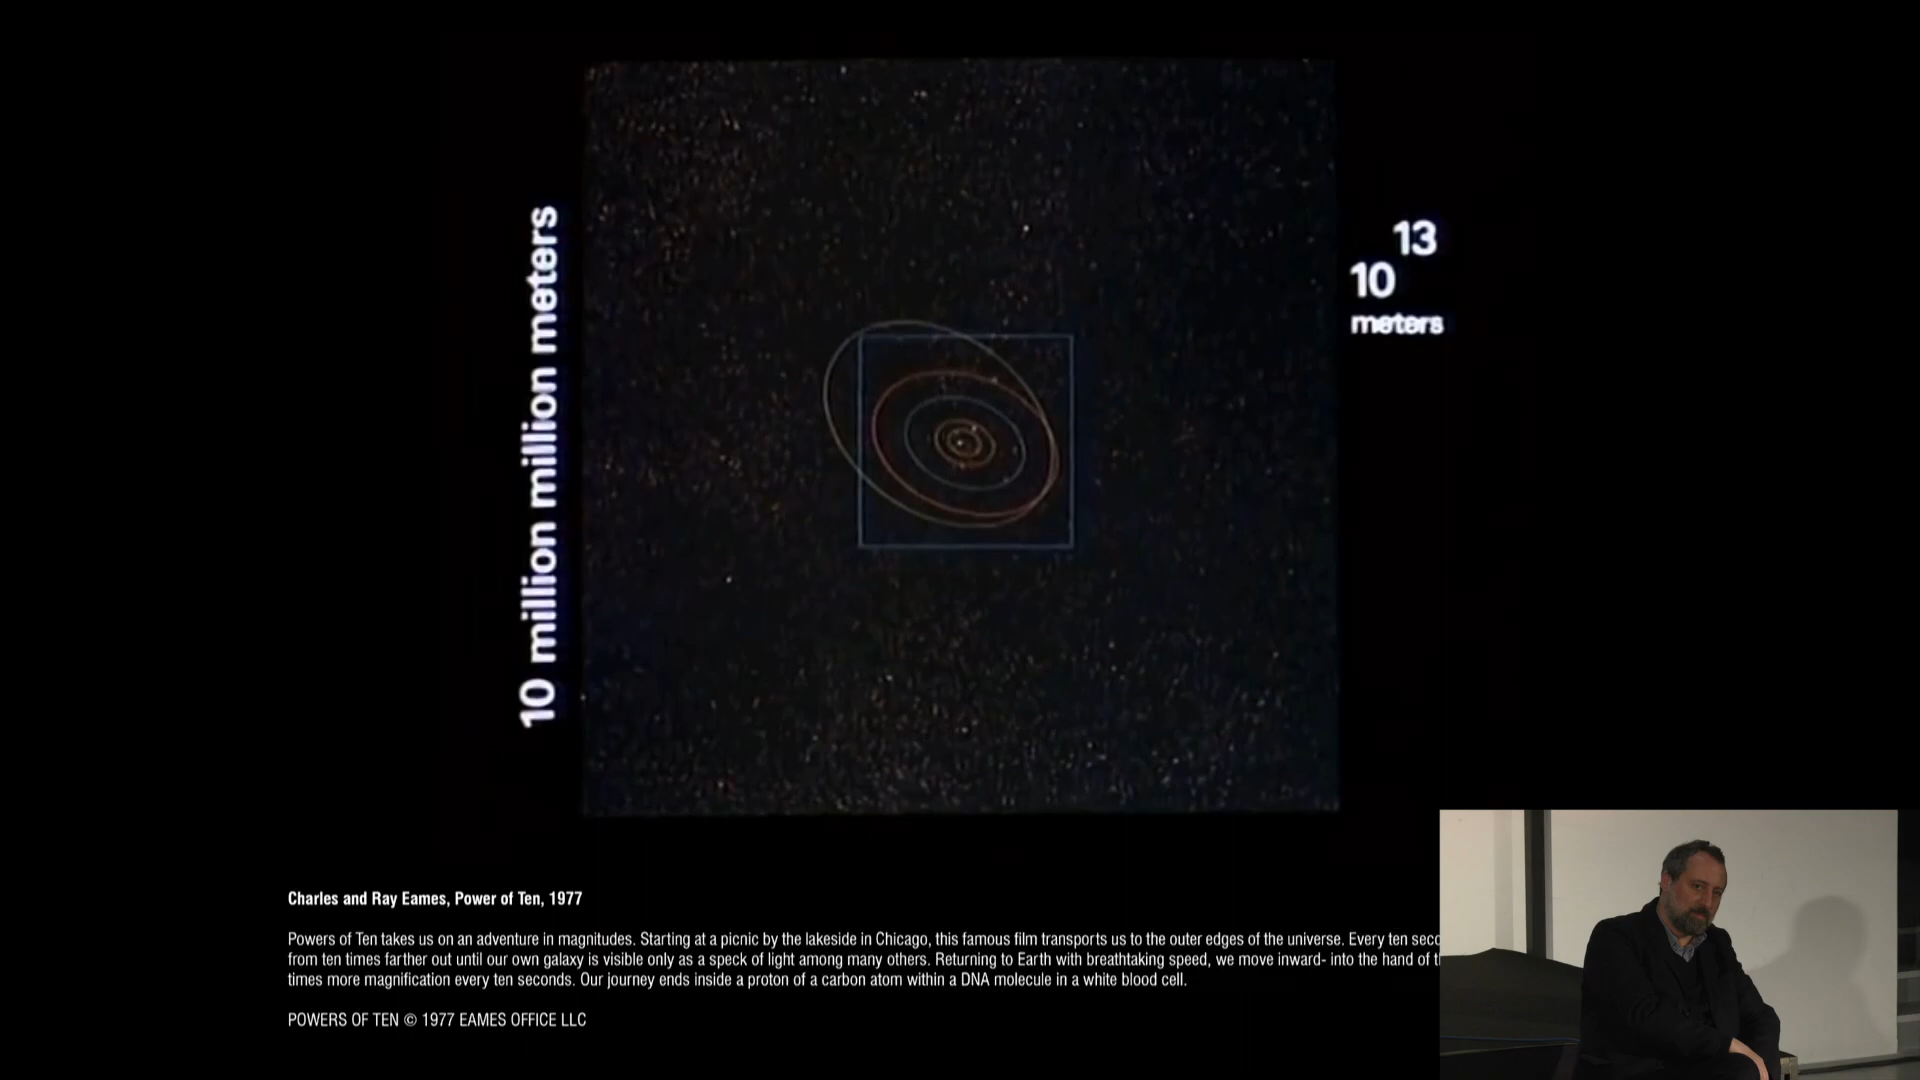 10 million million meters
13
10
meters
Charles and Ray Eames, Power of Ten, 1977
Powers of Ten takes us on an adventure in magnitudes. Starting at a picnic by the lakeside in Chicago, this famous film transports us to the outer edges of the universe. Every ten
from ten times farther out until our own galaxy is visible only as a speck of light among many others. Returning to Earth with breathtaking speed, we move inward- into the hand of
times more magnification every ten seconds. Our journey ends inside a proton of a carbon atom within a DNA molecule in a white blood cell.
POWERS OF TEN © 1977 EAMES OFFICE LLC